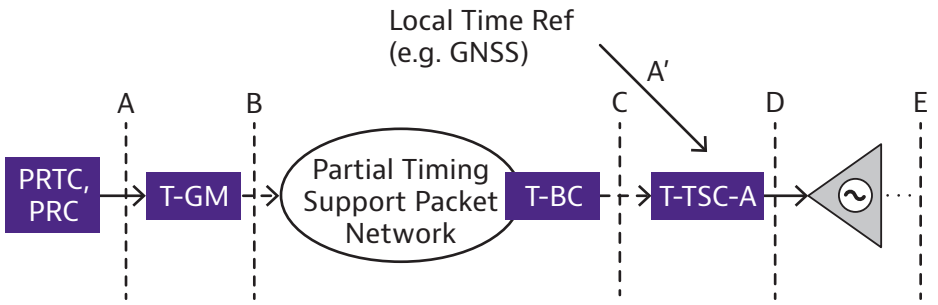 Local Time Ref
(e.g. GNSS)
A'
A
B
C
D
E
PRTC,
PRC
T-GM
Partial Timing
Support Packet
Network
T-BC
T-TSC-A